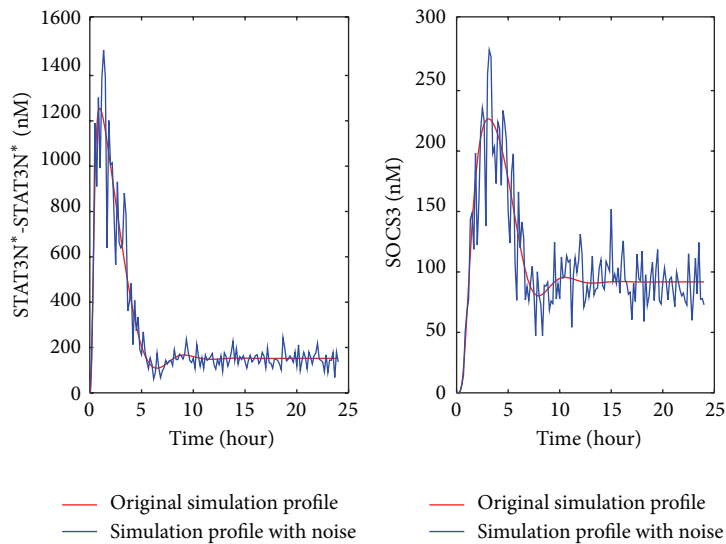 1600
1400
1200
1000
800
600
400
200
0
STAT3N*-STAT3N* (nM)
0 5 10 15 20 25
Time (hour)
Original simulation profile
Simulation profile with noise
300
250
200
150
100
50
0
SOCS3 (nM)
0 5 10 15 20 25
Time (hour)
Original simulation profile
Simulation profile with noise